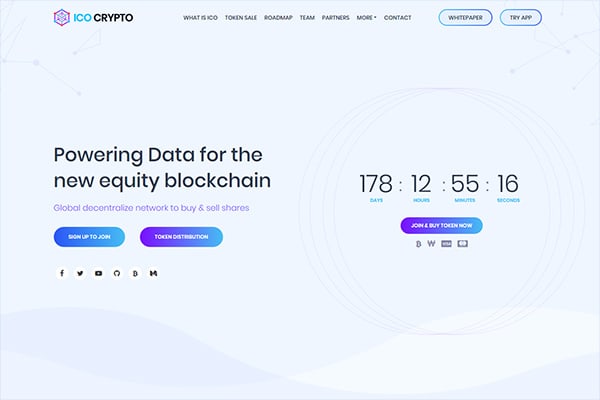 ICO CRYPTO
WHAT IS ICO
TOKEN SALE
ROADMAP
TEAM
PARTNERS
MORE
CONTACT
WHITEPAPER
TRY APP
Powering Data for the
new equity blockchain
Global decentralize network to buy & sell shares
SIGN UP TO JOIN
TOKEN DISTRIBUTION
178 : 12 : 55 : 16
DAYS HOURS MINUTES SECONDS
JOIN & BUY TOKEN NOW